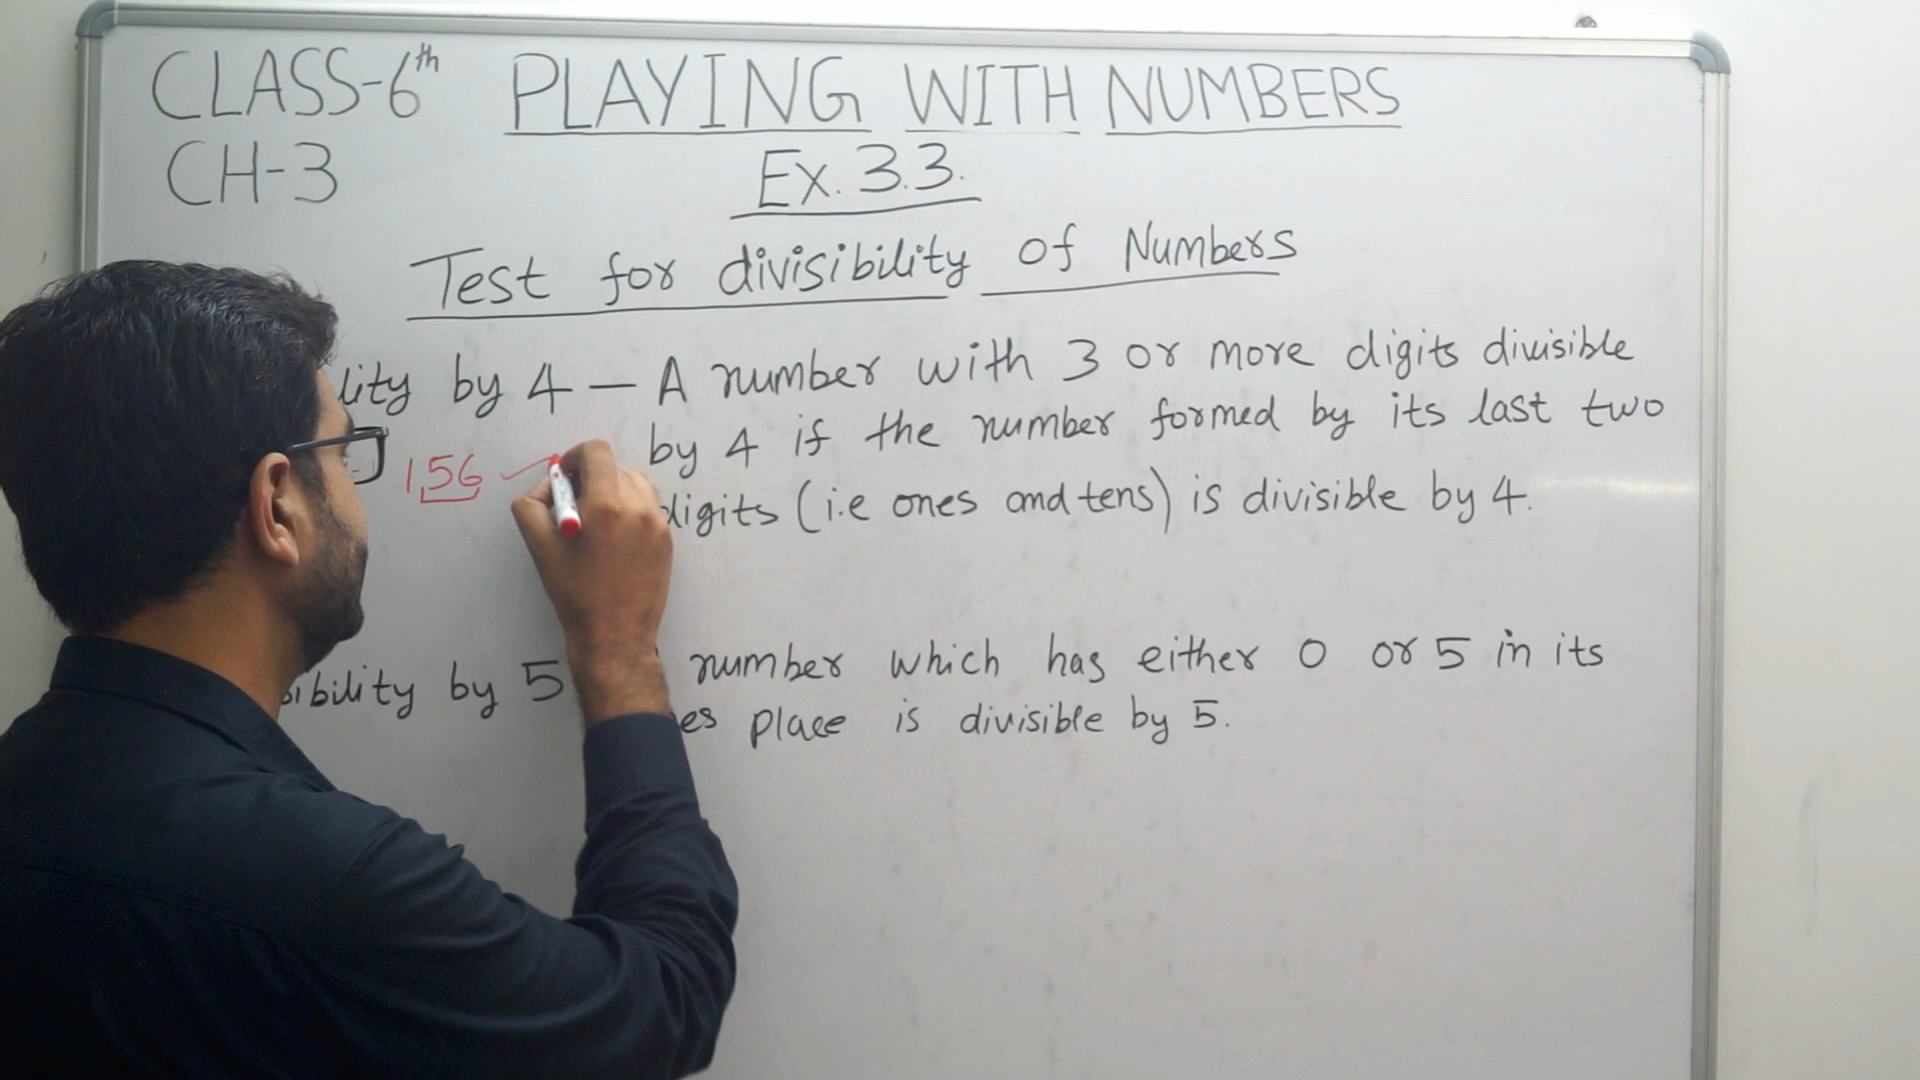 CLASS-6th PLAYING WITH NUMBERS
CH-3
Ex. 3.3.
Test for divisibility of Numbers
lity by 4 – A number with 3 or more digits divisible
by 4 if the number formed by its last two
156
digits (i.e ones and tens) is divisible by 4.
sibility by 5 number which has either 0 or 5 in its
es place is divisible by 5.